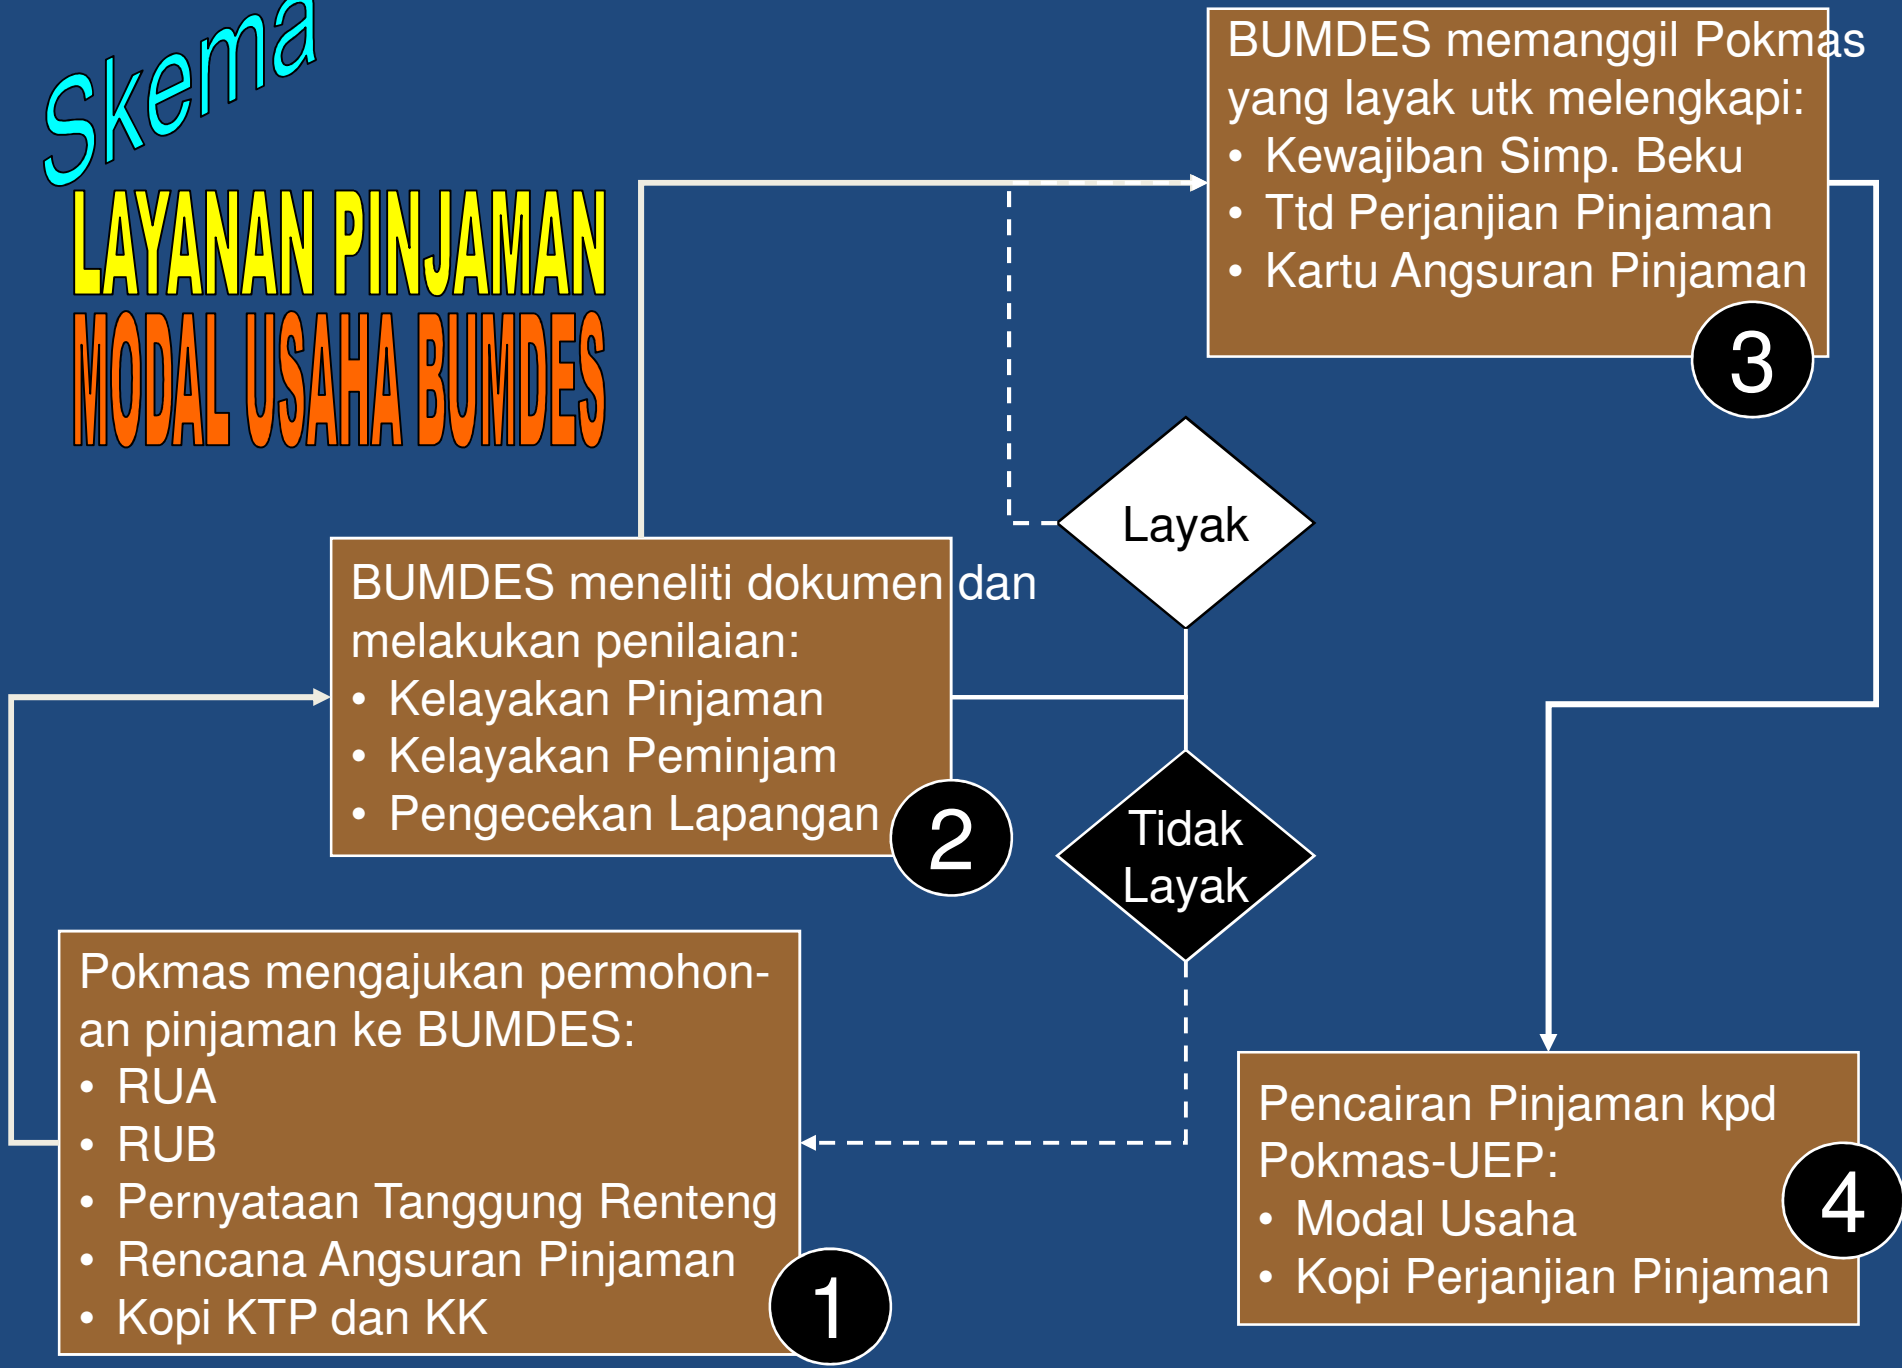 Skema
LAYANAN PINJAMAN
MODAL USAHA BUMDES
BUMDES memanggil Pokmas
yang layak utk melengkapi:
• Kewajiban Simp. Beku
• Ttd Perjanjian Pinjaman
• Kartu Angsuran Pinjaman
3
Layak
BUMDES meneliti dokumen dan
melakukan penilaian:
• Kelayakan Pinjaman
• Kelayakan Peminjam
• Pengecekan Lapangan
2
Tidak
Layak
Pokmas mengajukan permohon-
an pinjaman ke BUMDES:
• RUA
• RUB
• Pernyataan Tanggung Renteng
• Rencana Angsuran Pinjaman
• Kopi KTP dan KK
1
Pencairan Pinjaman kpd
Pokmas-UEP:
• Modal Usaha
• Kopi Perjanjian Pinjaman
4